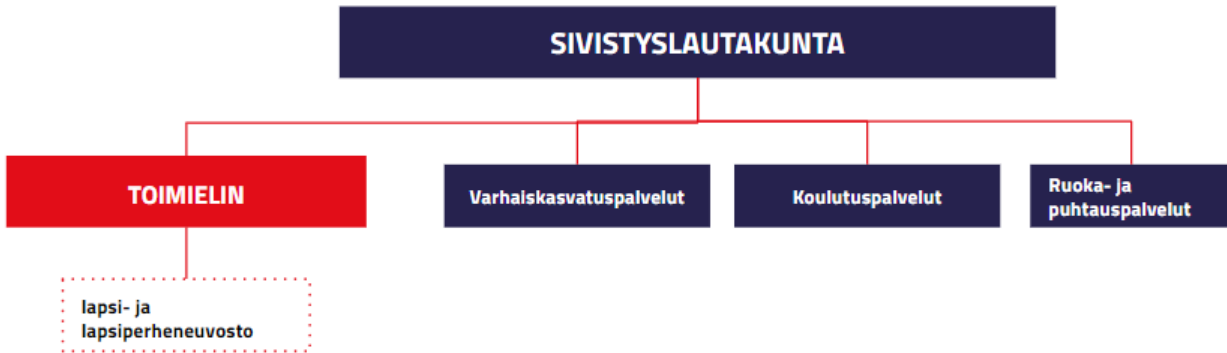 SIVISTYSLAUTAKUNTA
TOIMIELIN
Varhaiskasvatuspalvelut
Koulutuspalvelut
Ruoka- ja
puhtauspalvelut
lapsi- ja
lapsiperheneuvosto